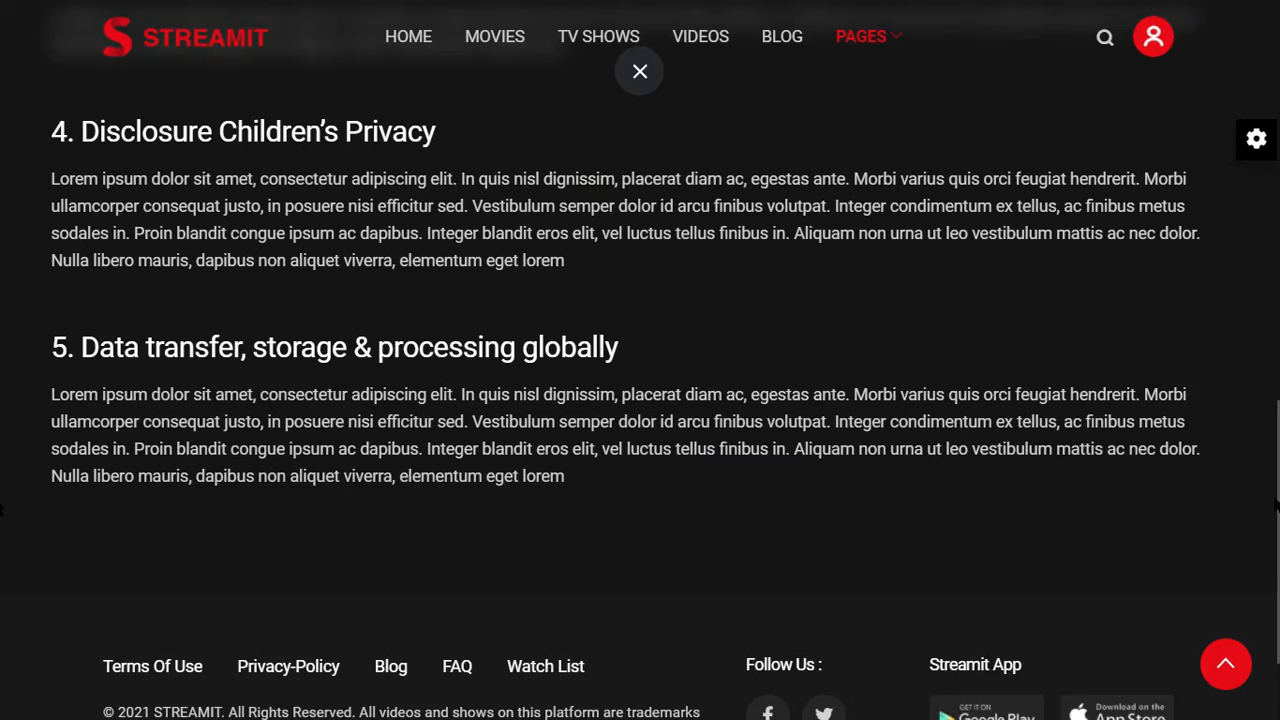 STREAMIT
HOME MOVIES TV SHOWS VIDEOS BLOG PAGES
4. Disclosure Children’s Privacy
Lorem ipsum dolor sit amet, consectetur adipiscing elit. In quis nisl dignissim, placerat diam ac, egestas ante. Morbi varius quis orci feugiat hendrerit. Morbi
ullamcorper consequat justo, in posuere nisi efficitur sed. Vestibulum semper dolor id arcu finibus volutpat. Integer condimentum ex tellus, ac finibus metus
sodales in. Proin blandit congue ipsum ac dapibus. Integer blandit eros elit, vel luctus tellus finibus in. Aliquam non urna ut leo vestibulum mattis ac nec dolor.
Nulla libero mauris, dapibus non aliquet viverra, elementum eget lorem
5. Data transfer, storage & processing globally
Lorem ipsum dolor sit amet, consectetur adipiscing elit. In quis nisl dignissim, placerat diam ac, egestas ante. Morbi varius quis orci feugiat hendrerit. Morbi
ullamcorper consequat justo, in posuere nisi efficitur sed. Vestibulum semper dolor id arcu finibus volutpat. Integer condimentum ex tellus, ac finibus metus
sodales in. Proin blandit congue ipsum ac dapibus. Integer blandit eros elit, vel luctus tellus finibus in. Aliquam non urna ut leo vestibulum mattis ac nec dolor.
Nulla libero mauris, dapibus non aliquet viverra, elementum eget lorem
Terms Of Use Privacy-Policy Blog FAQ Watch List
© 2021 STREAMIT. All Rights Reserved. All videos and shows on this platform are trademarks
Follow Us :
Streamit App
GET IT ON
Google Play
Download on the
App Store